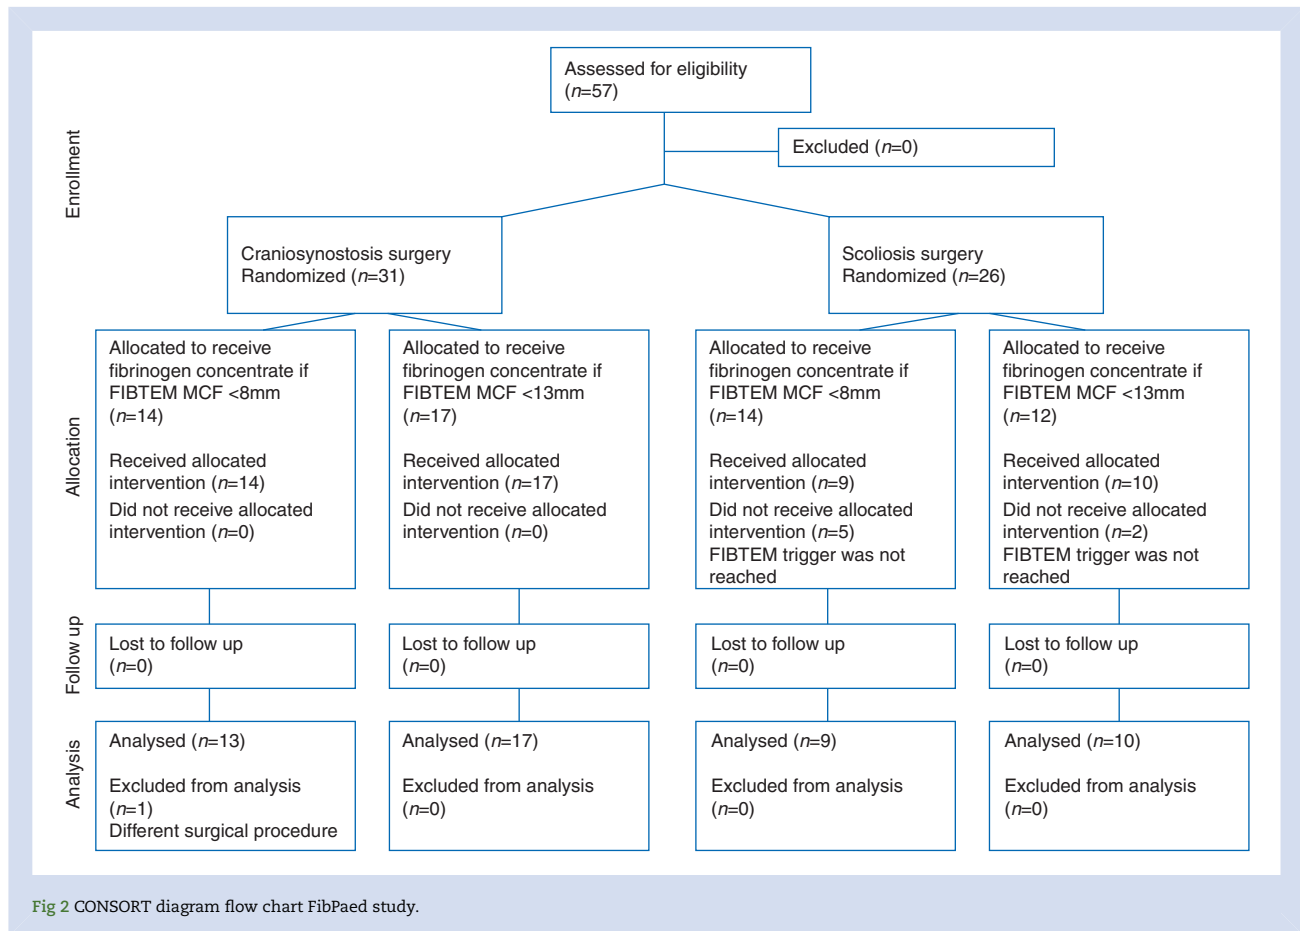 Assessed for eligibility
(n=57)
Excluded (n=0)
Enrollment
Craniosynostosis surgery
Randomized (n=31)
Scoliosis surgery
Randomized (n=26)
Allocation
Allocated to receive
fibrinogen concentrate if
FIBTEM MCF <8mm
(n=14)
Received allocated
intervention (n=14)
Did not receive allocated
intervention (n=0)
Allocated to receive
fibrinogen concentrate if
FIBTEM MCF <13mm
(n=17)
Received allocated
intervention (n=17)
Did not receive allocated
intervention (n=0)
Allocated to receive
fibrinogen concentrate if
FIBTEM MCF <8mm
(n=14)
Received allocated
intervention (n=9)
Did not receive allocated
intervention (n=5)
FIBTEM trigger was not
reached
Allocated to receive
fibrinogen concentrate if
FIBTEM MCF <13mm
(n=12)
Received allocated
intervention (n=10)
Did not receive allocated
intervention (n=2)
FIBTEM trigger was not
reached
Follow up
Lost to follow up
(n=0)
Lost to follow up
(n=0)
Lost to follow up
(n=0)
Lost to follow up
(n=0)
Analysis
Analysed (n=13)
Excluded from analysis
(n=1)
Different surgical procedure
Analysed (n=17)
Excluded from analysis
(n=0)
Analysed (n=9)
Excluded from analysis
(n=0)
Analysed (n=10)
Excluded from analysis
(n=0)
Fig 2 CONSORT diagram flow chart FibPaed study.